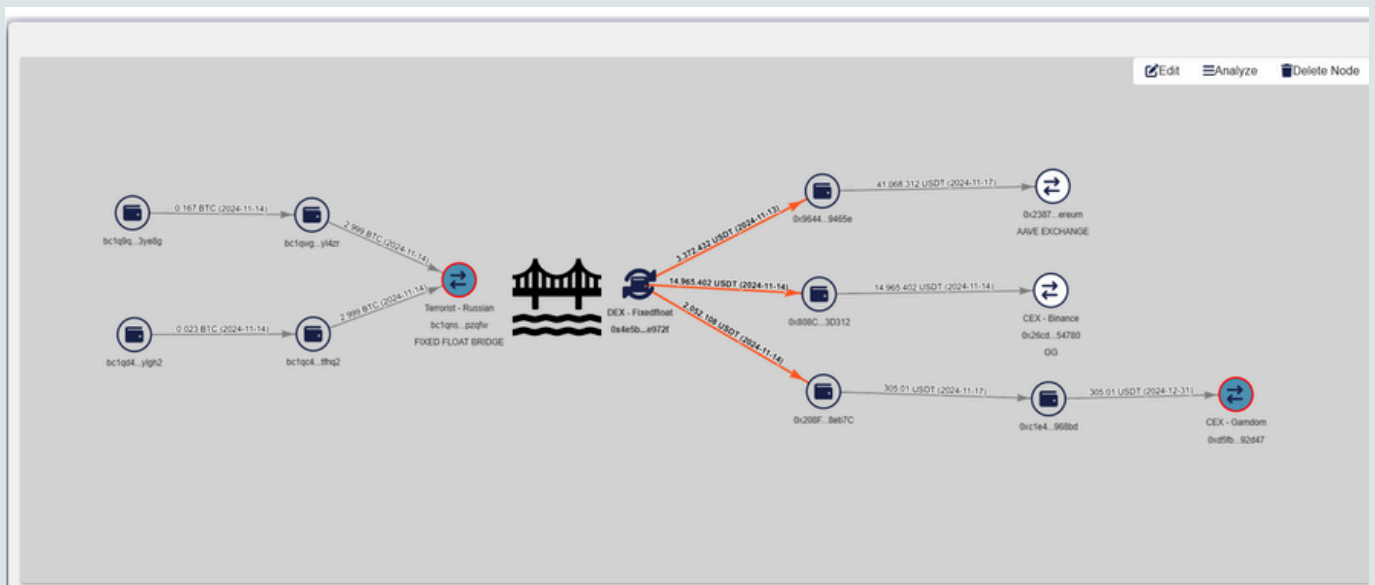 Edit Analyze Delete Node
0.167 BTC (2024-11-14)
bc1q9q...3ye8g
bc1qwg...yl4zr
2.999 BTC (2024-11-14)
0.023 BTC (2024-11-14)
bc1qd4...ylgh2
bc1qc4...tfhq2
2.999 BTC (2024-11-14)
Terrorist - Russian
bc1qns...pzqfw
FIXED FLOAT BRIDGE
DEX - Fixedfloat
0x4e5b...e972f
3,372.432 USDT (2024-11-13)
0x9644...9465e
41,068.312 USDT (2024-11-17)
0x2387...ereum
AAVE EXCHANGE
14,965.402 USDT (2024-11-14)
0x808C...3D312
14,965.402 USDT (2024-11-14)
CEX - Binance
0x26cd...54780
GG
2,052.108 USDT (2024-11-14)
0x208F...8eb7C
305.01 USDT (2024-11-17)
0xc1e4...968bd
305.01 USDT (2024-12-31)
CEX - Gamdom
0xd5fb...92d47